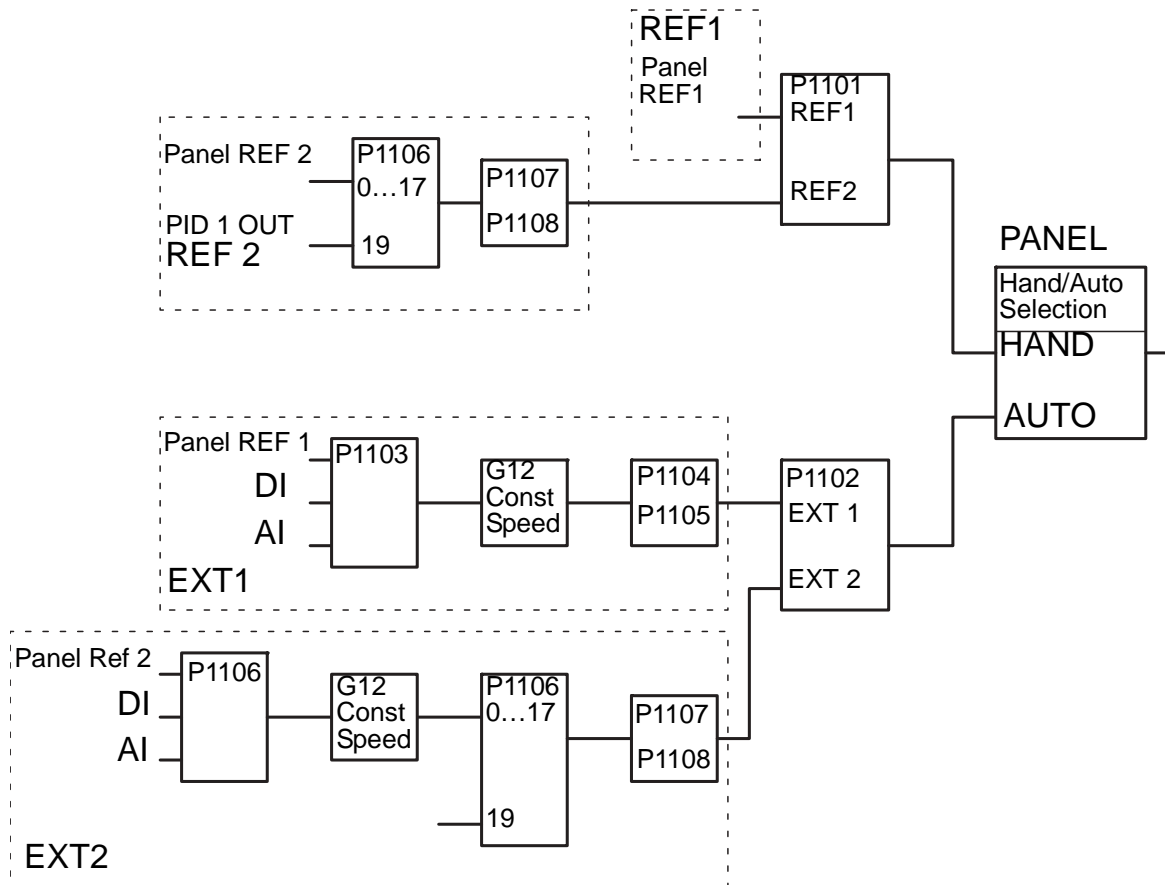 REF1
Panel
REF1
P1101
REF1
REF2
Panel REF 2
P1106
0...17
PID 1 OUT
19
REF 2
P1107
P1108
PANEL
Hand/Auto
Selection
HAND
AUTO
Panel REF 1
DI
AI
P1103
G12
Const
Speed
P1104
P1105
EXT1
P1102
EXT 1
EXT 2
Panel Ref 2
DI
AI
P1106
G12
Const
Speed
P1106
0...17
19
P1107
P1108
EXT2